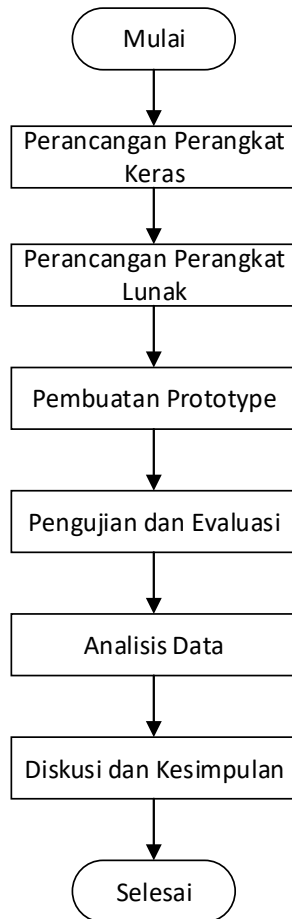 Mulai
Perancangan Perangkat
Keras
Perancangan Perangkat
Lunak
Pembuatan Prototype
Pengujian dan Evaluasi
Analisis Data
Diskusi dan Kesimpulan
Selesai